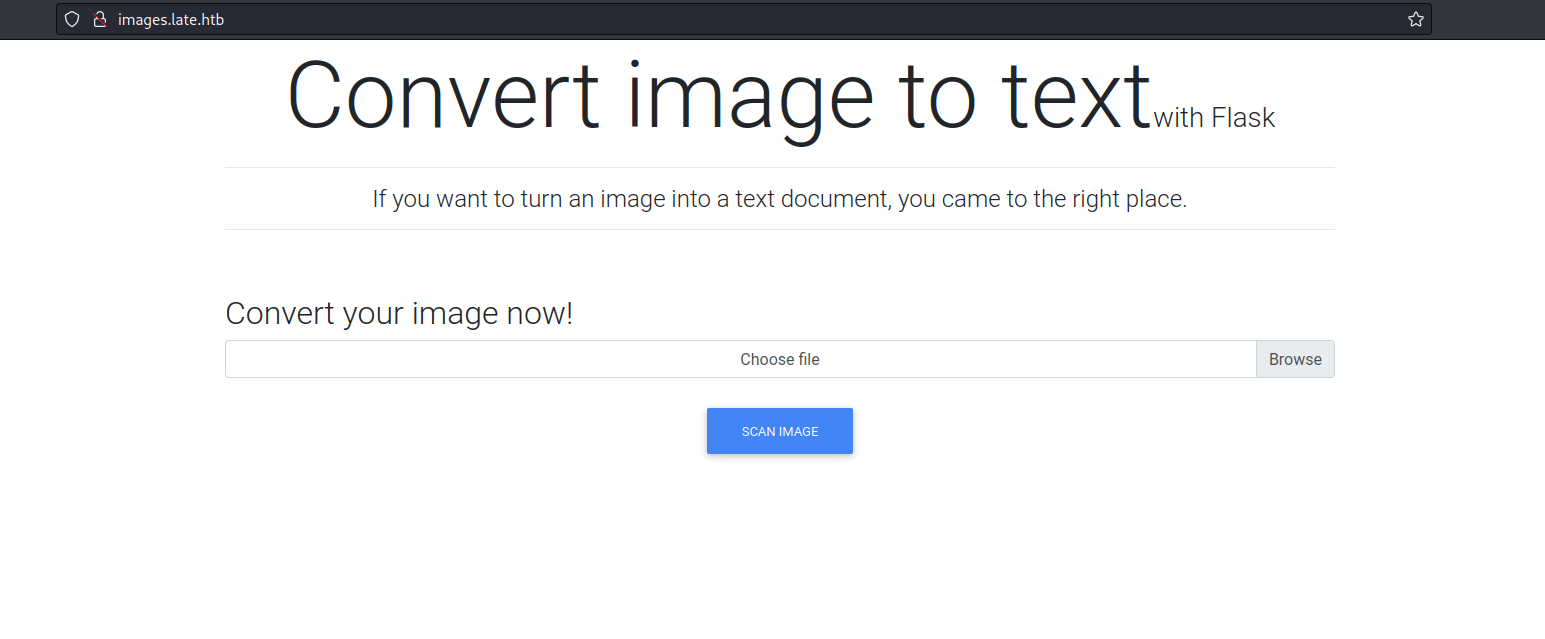 images.late.htb
Convert image to text with Flask
If you want to turn an image into a text document, you came to the right place.
Convert your image now!
Choose file Browse
SCAN IMAGE